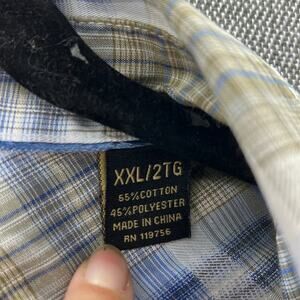 XXL/2TG
55% COTTON
45% POLYESTER
MADE IN CHINA
RN 119756